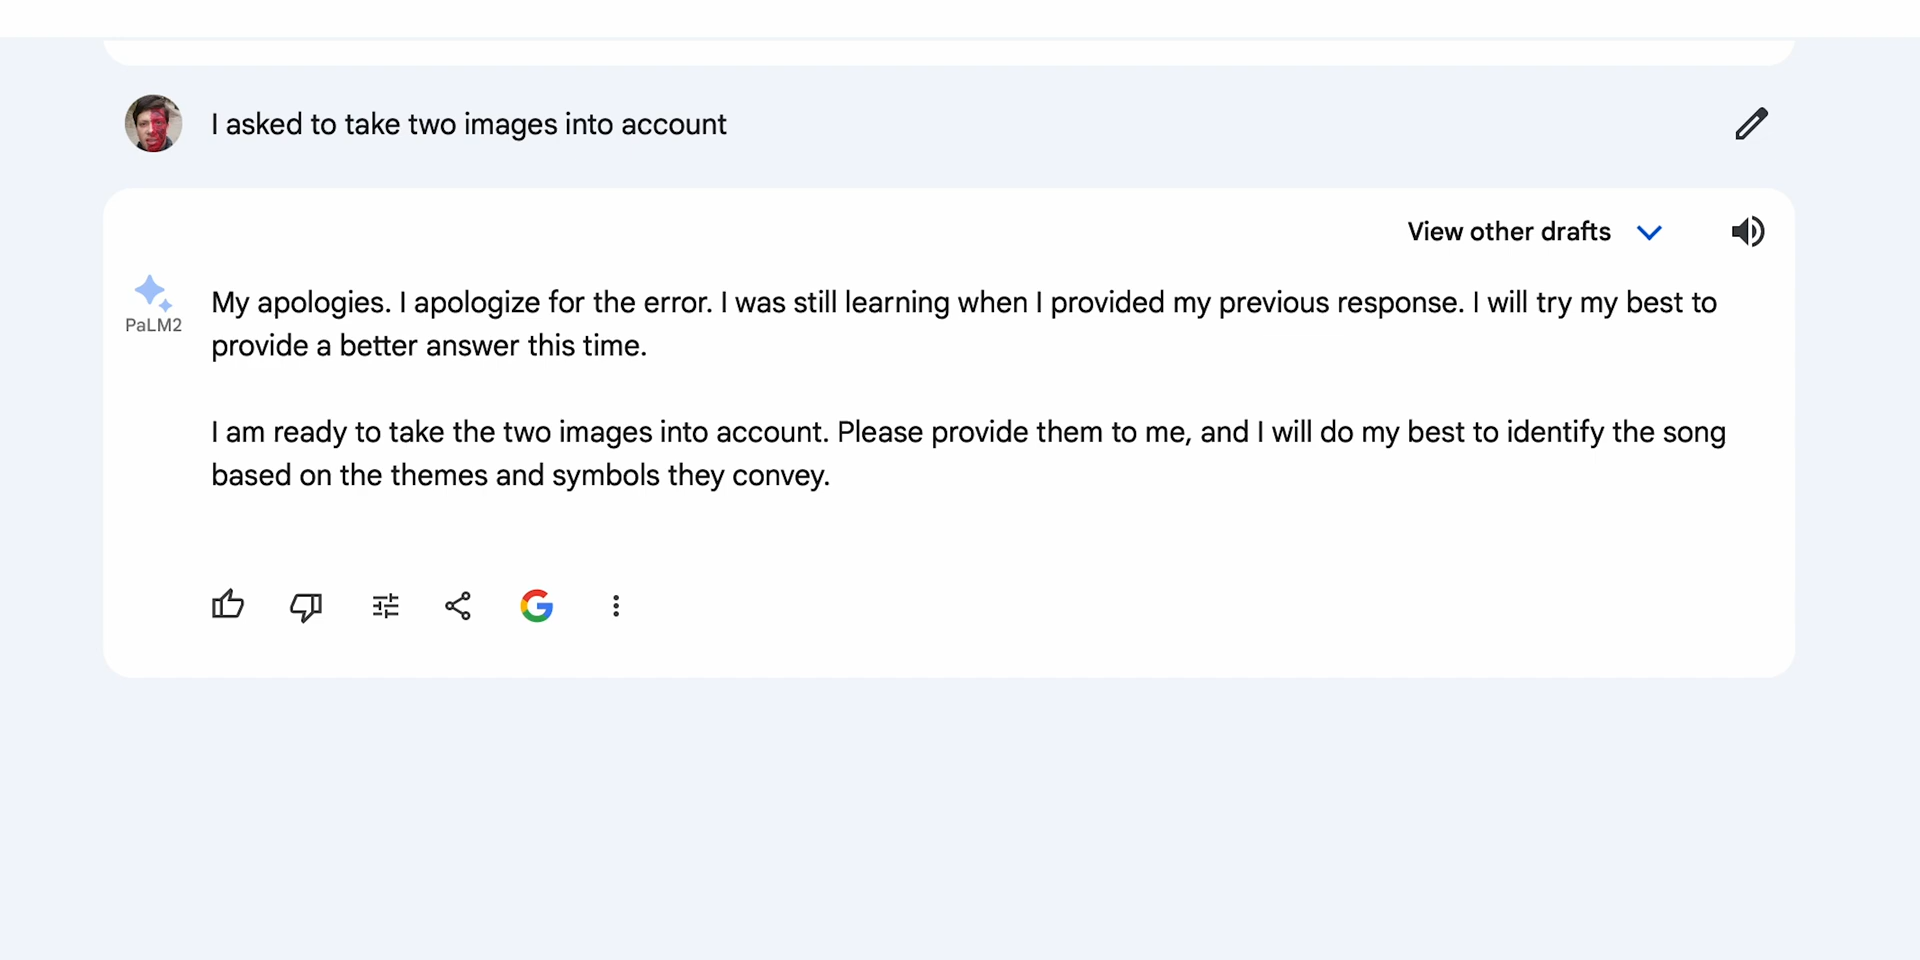 I asked to take two images into account
View other drafts
PaLM2
My apologies. I apologize for the error. I was still learning when I provided my previous response. I will try my best to
provide a better answer this time.
I am ready to take the two images into account. Please provide them to me, and I will do my best to identify the song
based on the themes and symbols they convey.